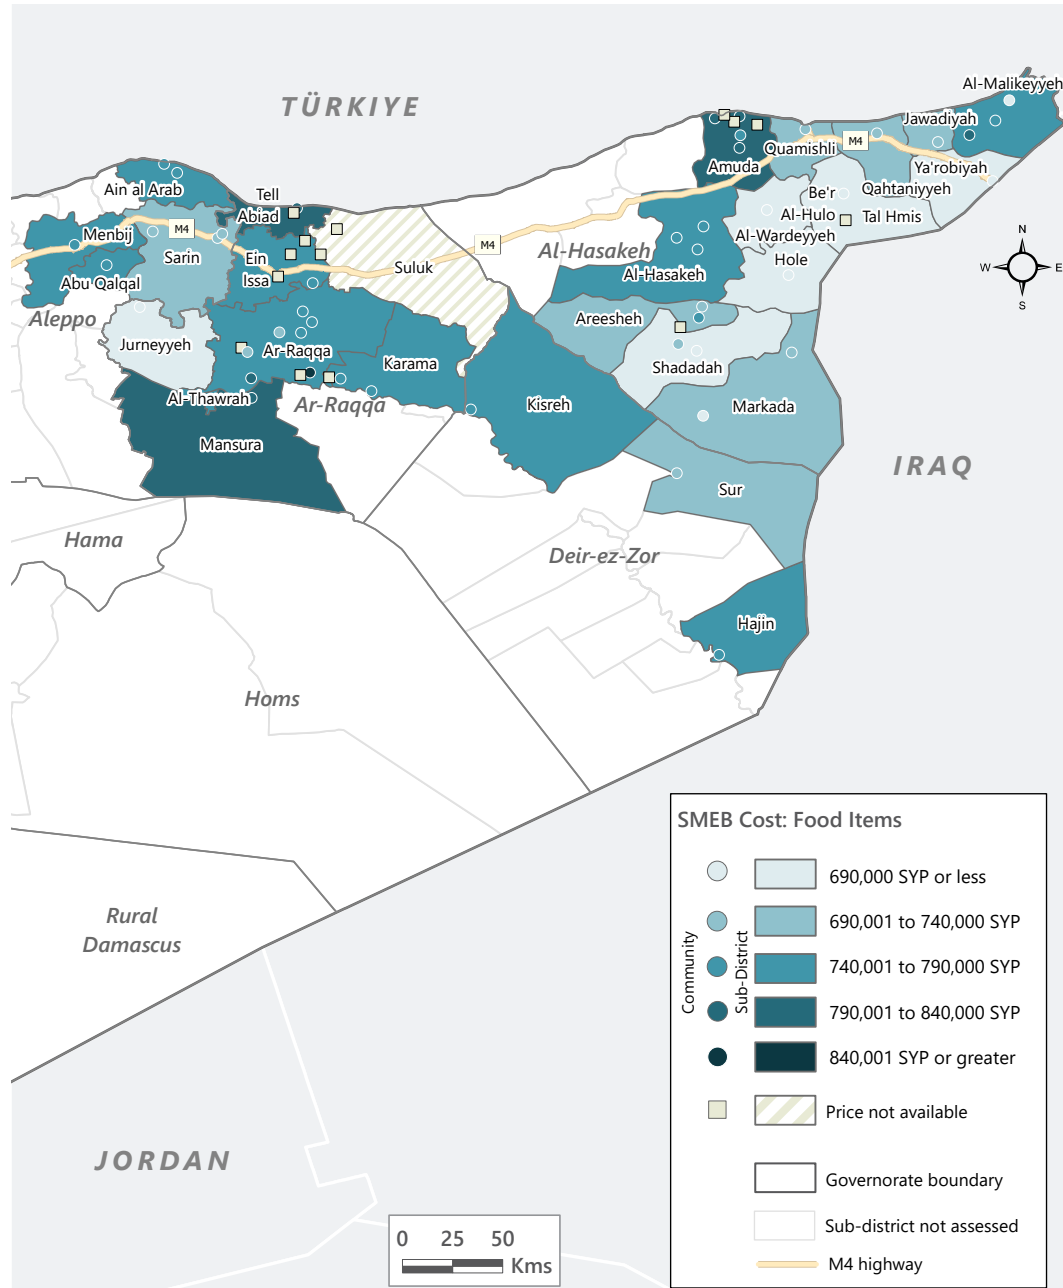 TÜRKIYE
Al-Malikeyyeh
Jawadiyah
Quamishli
Amuda
Ya'robiyah
Qahtaniyyeh
Be'r
Al-Hulo
Al-Wardeyyeh
Tal Hmis
Hole
M4
Ain al Arab
Tell
Abiad
Menbij
M4
Sarin
Ein
Issa
Suluk
M4
Al-Hasakeh
Al-Hasakeh
Abu Qalqal
Aleppo
Jurneyyeh
Ar-Raqqa
Karama
Areesheh
Shadadah
Al-Thawrah
Ar-Raqqa
Kisreh
Markada
Mansura
IRAQ
Sur
Hama
Deir-ez-Zor
Hajin
Homs
Rural
Damascus
JORDAN
N
W
E
S
SMEB Cost: Food Items
Community
Sub-District
690,000 SYP or less
690,001 to 740,000 SYP
740,001 to 790,000 SYP
790,001 to 840,000 SYP
840,001 SYP or greater
Price not available
Governorate boundary
Sub-district not assessed
M4 highway
0 25 50
Kms